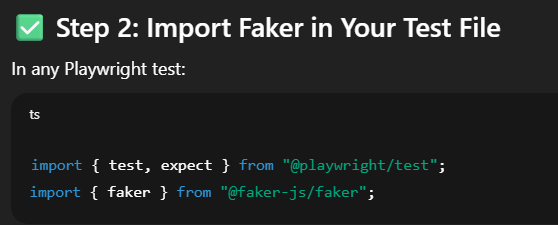 ✅ Step 2: Import Faker in Your Test File
In any Playwright test:
ts
import { test, expect } from "@playwright/test";
import { faker } from "@faker-js/faker";